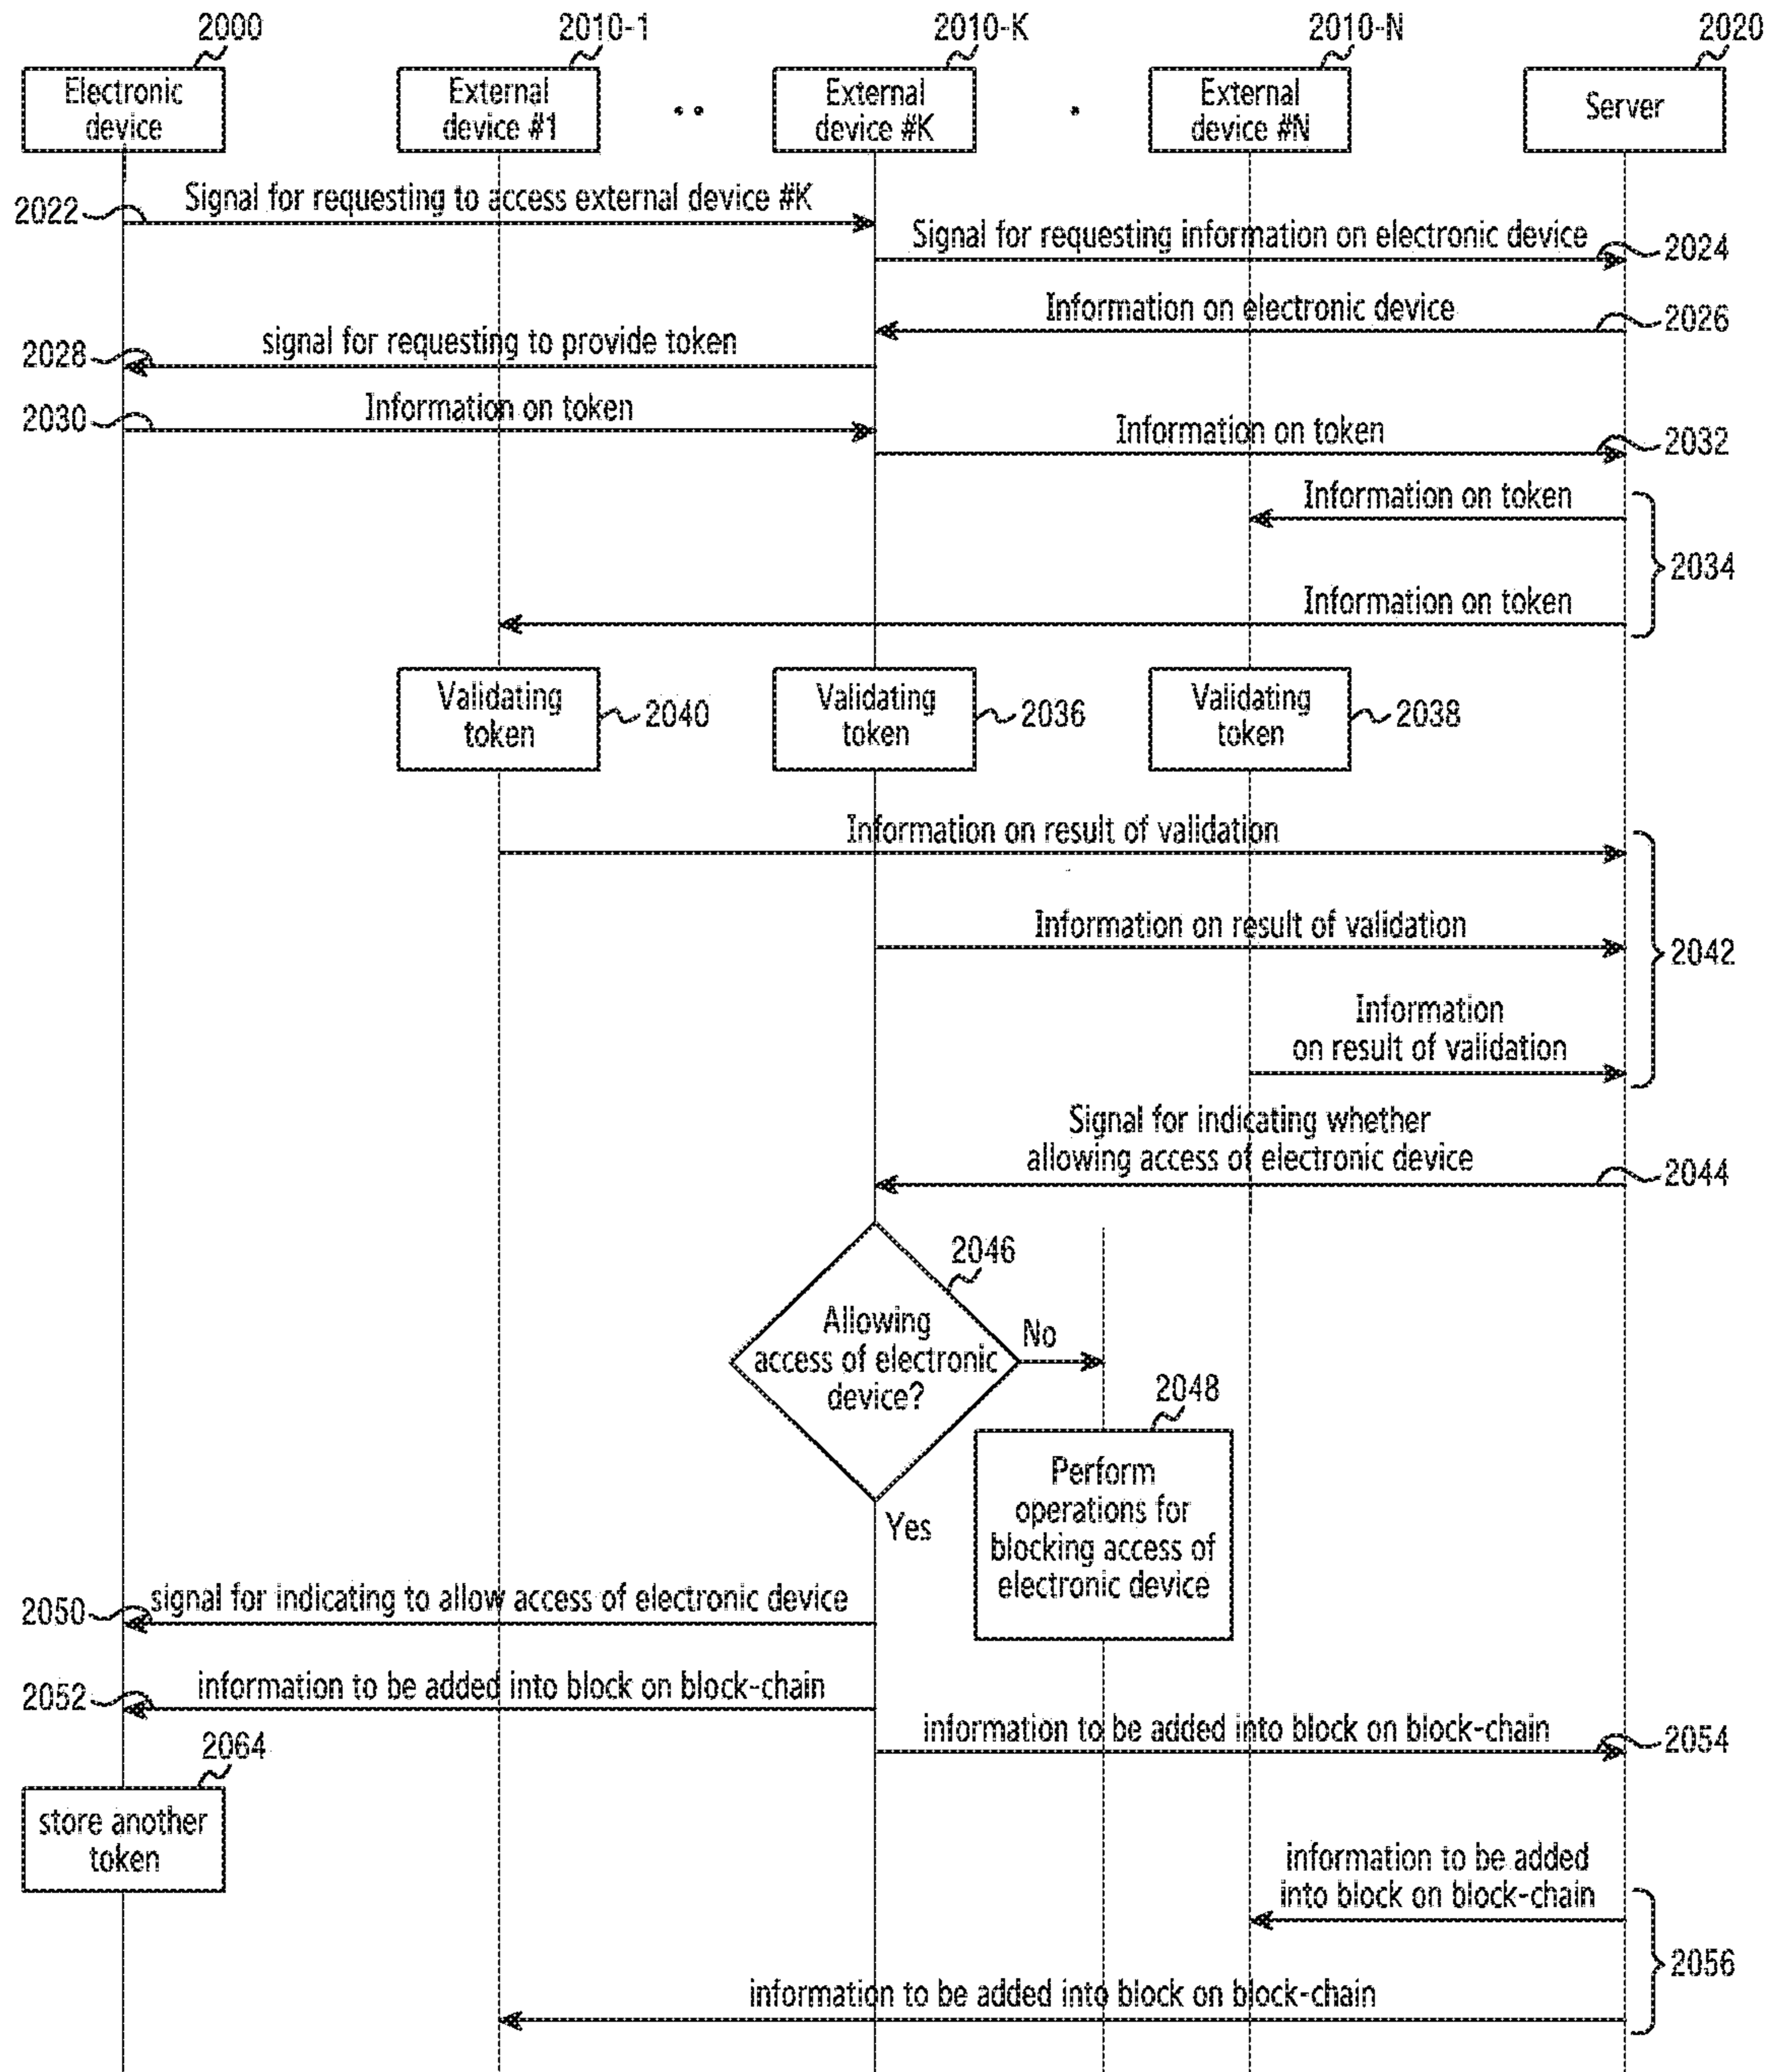 2000
2010-1
2010-K
2010-N
2020
Electronic
device
External
device #1
External
device #K
External
device #N
Server
2022
Signal for requesting to access external device #K
Signal for requesting information on electronic device
2024
Information on electronic device
2026
2028
signal for requesting to provide token
2030
Information on token
Information on token
2032
Information on token
2034
Information on token
Validating
token
2040
Validating
token
2036
Validating
token
2038
Information on result of validation
Information on result of validation
2042
Information
on result of validation
Signal for indicating whether
allowing access of electronic device
2044
2046
Allowing
access of electronic
device?
No
Yes
2048
Perform
operations for
blocking access of
electronic device
2050
signal for indicating to allow access of electronic device
2052
information to be added into block on block-chain
information to be added into block on block-chain
2054
2064
store another
token
information to be added
into block on block-chain
2056
information to be added into block on block-chain